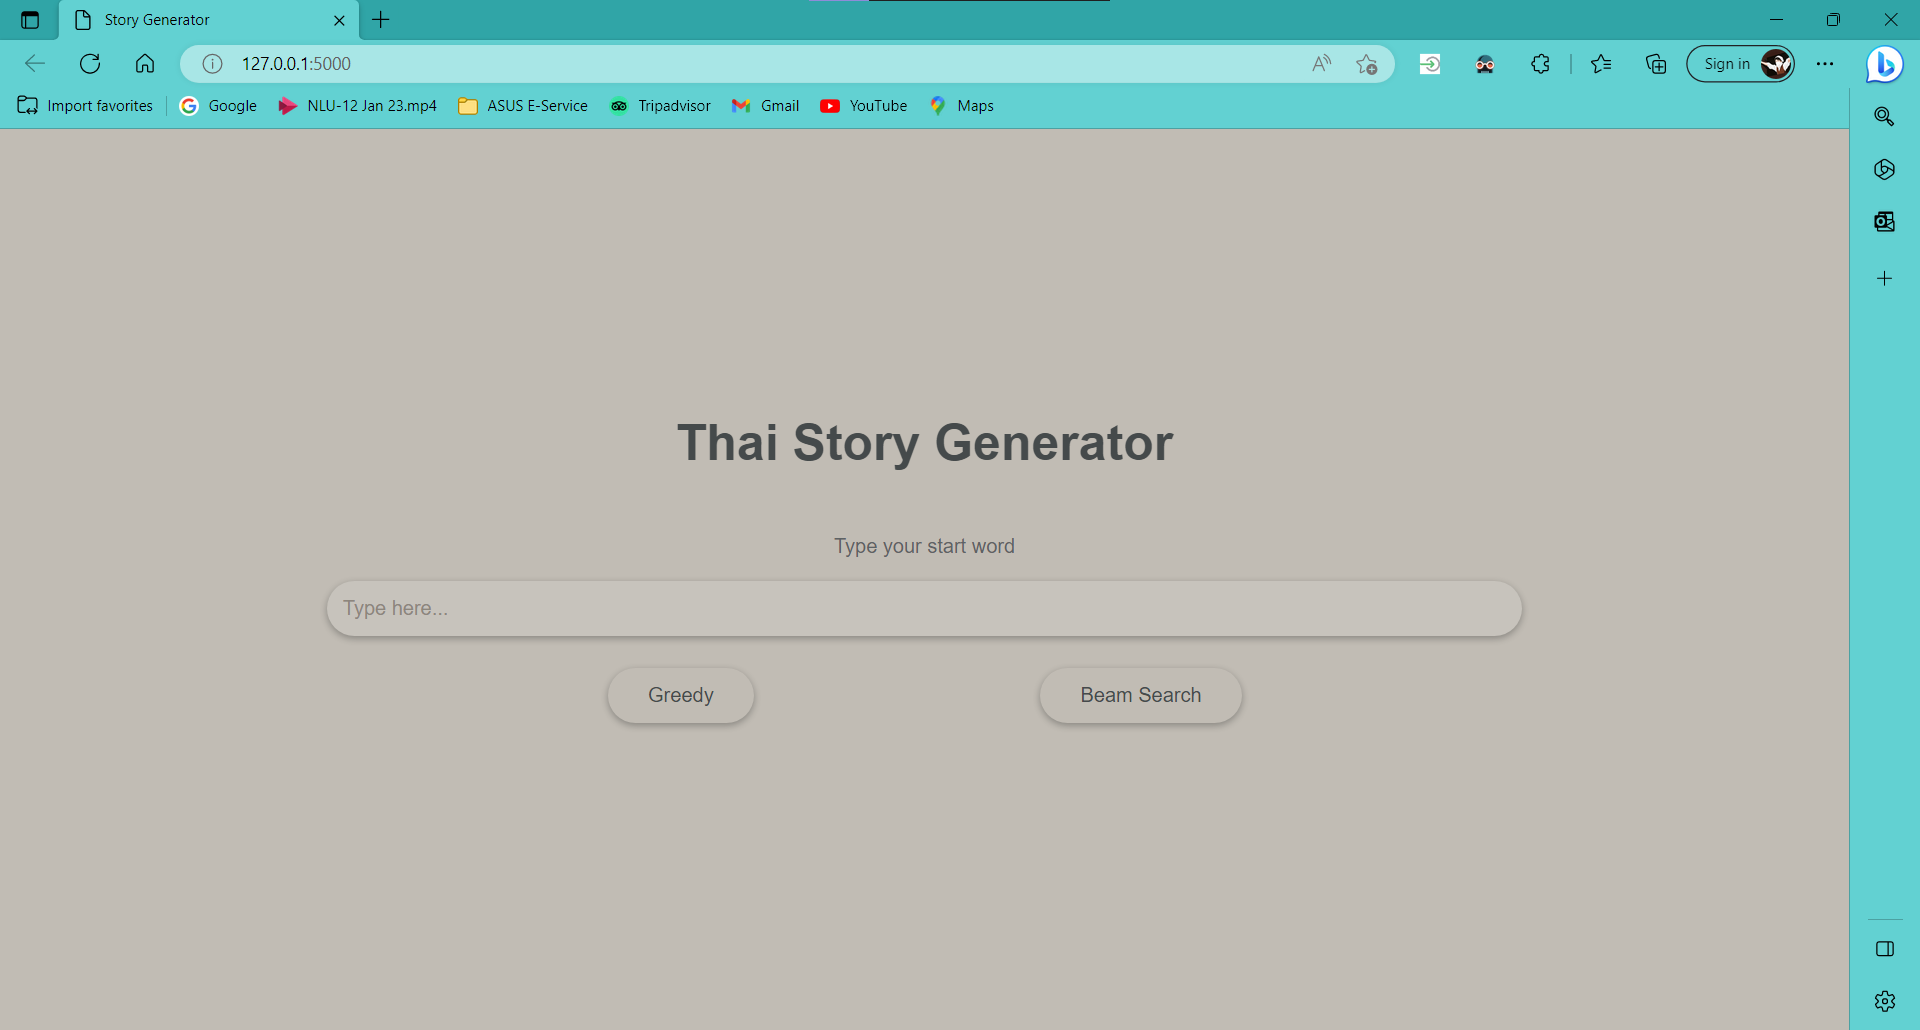 Story Generator
127.0.0.1:5000
Sign in
Import favorites
Google
NLU-12 Jan 23.mp4
ASUS E-Service
Tripadvisor
Gmail
YouTube
Maps
Thai Story Generator
Type your start word
Type here...
Greedy
Beam Search